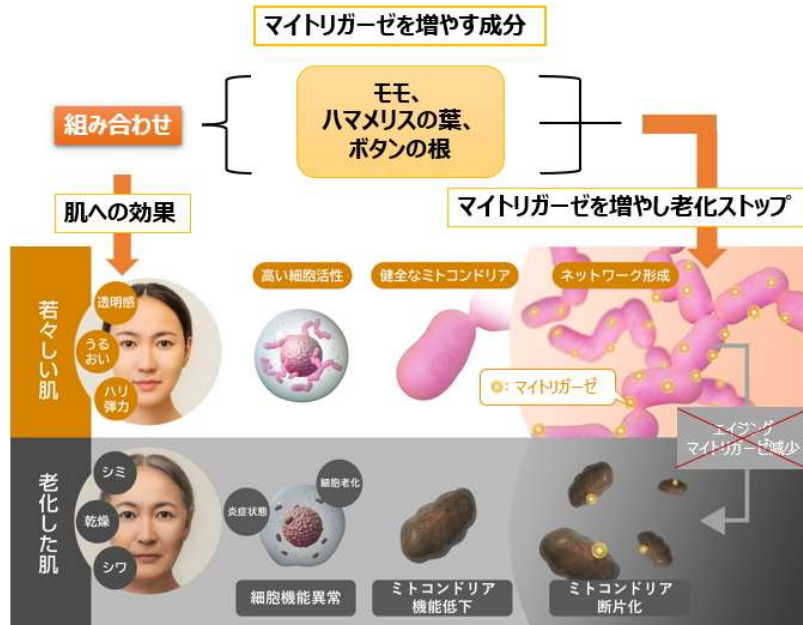 マイトリガーゼを増やす成分
組み合わせ
モモ、
ハマメリスの葉、
ボタンの根
肌への効果
マイトリガーゼを増やし老化ストップ
若々しい肌
透明感
うる
おい
ハリ
弾力
高い細胞活性
健全なミトコンドリア
ネットワーク形成
：マイトリガーゼ
エイジング
マイトリガーゼ減少
老化した肌
シミ
乾燥
シワ
炎症状態
細胞老化
細胞機能異常
ミトコンドリア
機能低下
ミトコンドリア
断片化